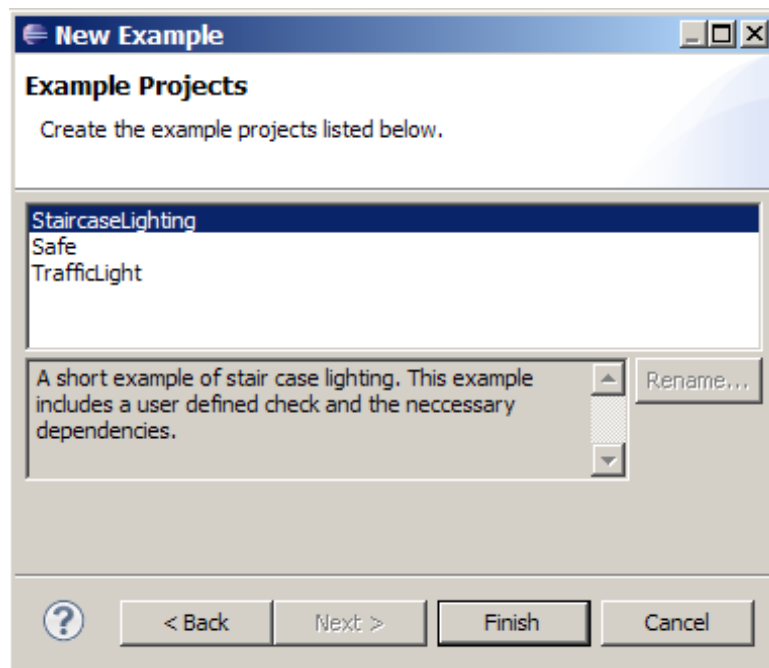 New Example
Example Projects
Create the example projects listed below.
StaircaseLighting
Safe
TrafficLight
A short example of stair case lighting. This example
includes a user defined check and the neccessary
dependencies.
Rename...
?
< Back
Next >
Finish
Cancel